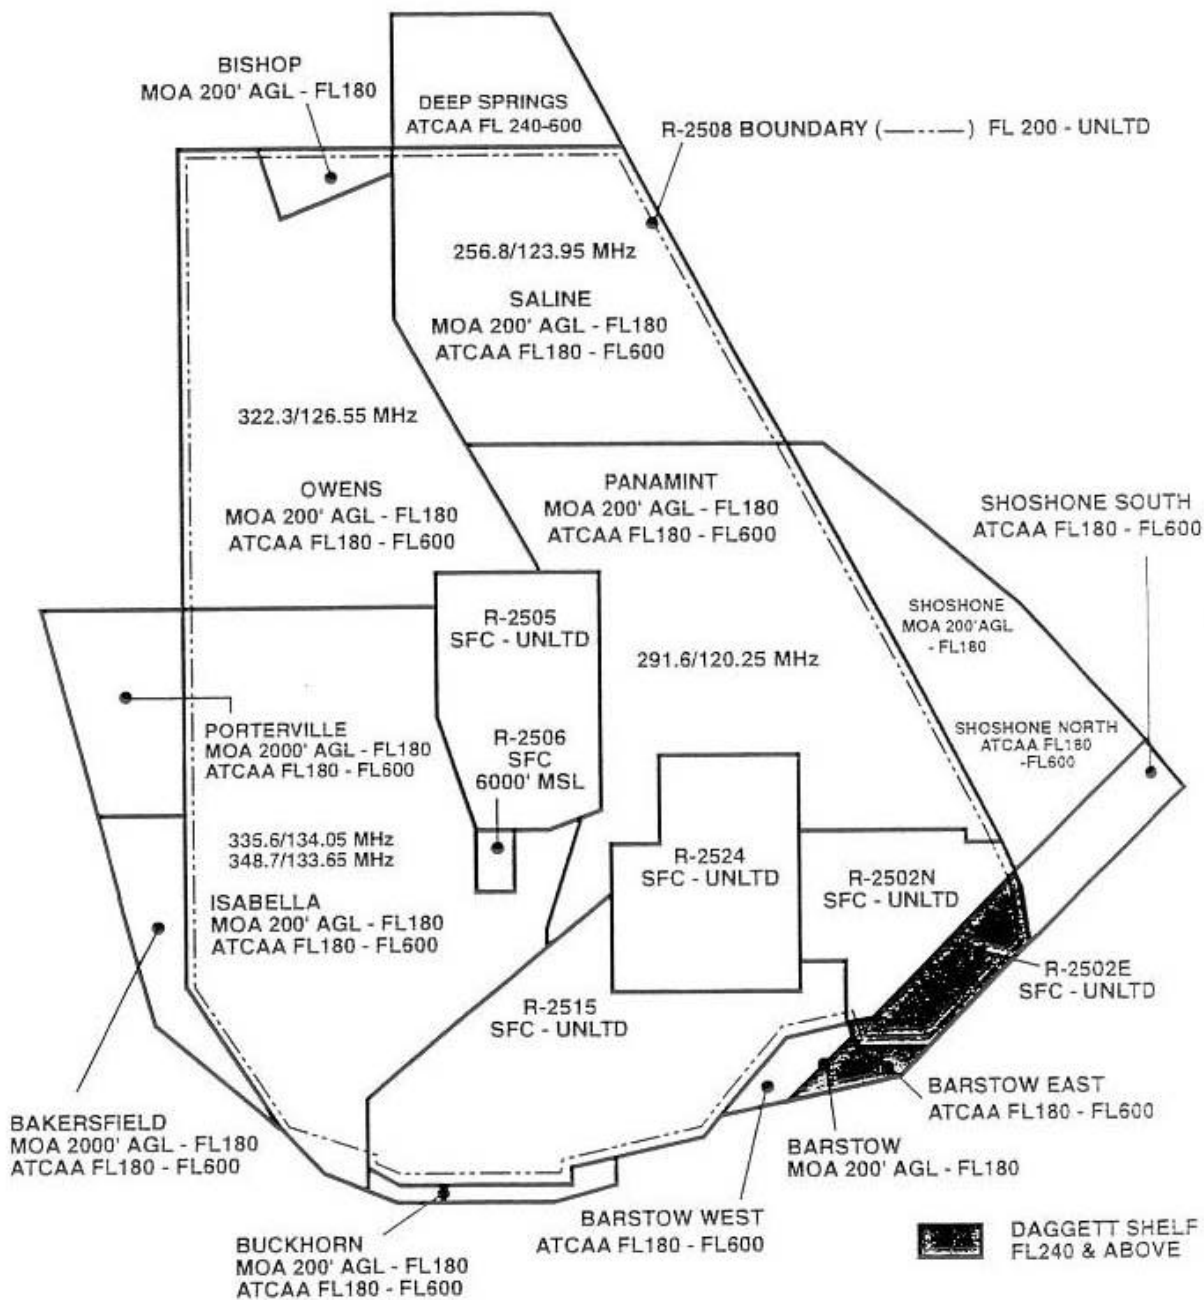 BISHOP
MOA 200' AGL - FL180
DEEP SPRINGS
ATCAA FL 240-600
R-2508 BOUNDARY (—--—--—) FL 200 - UNLTD
256.8/123.95 MHz
SALINE
MOA 200' AGL - FL180
ATCAA FL180 - FL600
322.3/126.55 MHz
OWENS
MOA 200' AGL - FL180
ATCAA FL180 - FL600
PANAMINT
MOA 200' AGL - FL180
ATCAA FL180 - FL600
SHOSHONE SOUTH
ATCAA FL180 - FL600
SHOSHONE
MOA 200'AGL
- FL180
R-2505
SFC - UNLTD
291.6/120.25 MHz
SHOSHONE NORTH
ATCAA FL180
-FL600
PORTERVILLE
MOA 2000' AGL - FL180
ATCAA FL180 - FL600
R-2506
SFC
6000' MSL
335.6/134.05 MHz
348.7/133.65 MHz
ISABELLA
MOA 200' AGL - FL180
ATCAA FL180 - FL600
R-2524
SFC - UNLTD
R-2502N
SFC - UNLTD
R-2502E
SFC - UNLTD
R-2515
SFC - UNLTD
BAKERSFIELD
MOA 2000' AGL - FL180
ATCAA FL180 - FL600
BARSTOW EAST
ATCAA FL180 - FL600
BARSTOW
MOA 200' AGL - FL180
BARSTOW WEST
ATCAA FL180 - FL600
BUCKHORN
MOA 200' AGL - FL180
ATCAA FL180 - FL600
DAGGETT SHELF
FL240 & ABOVE